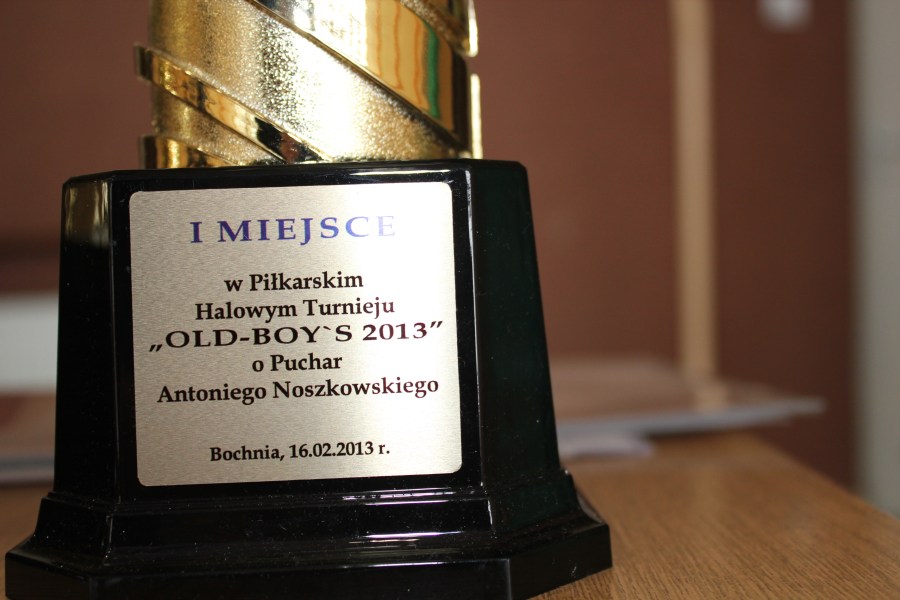 I MIEJSCE
w Piłkarskim
Halowym Turnieju
„OLD-BOY`S 2013”
o Puchar
Antoniego Noszkowskiego
Bochnia, 16.02.2013 r.